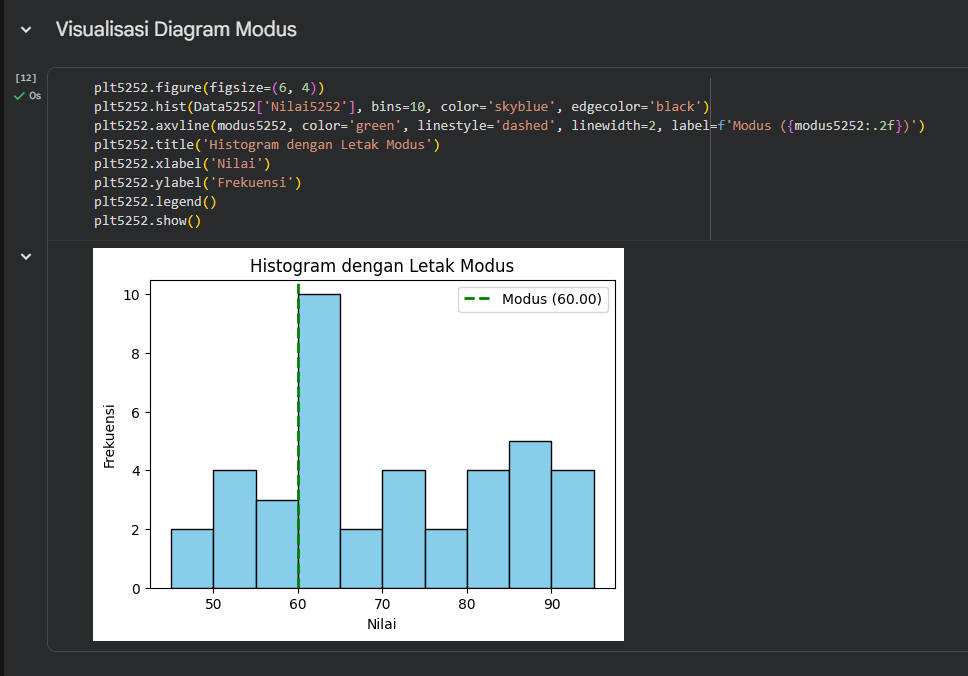 Visualisasi Diagram Modus
[12]
0s
plt5252.figure(figsize=(6, 4))
plt5252.hist(Data5252['Nilai5252'], bins=10, color='skyblue', edgecolor='black')
plt5252.axvline(modus5252, color='green', linestyle='dashed', linewidth=2, label=f'Modus ({modus5252:.2f})')
plt5252.title('Histogram dengan Letak Modus')
plt5252.xlabel('Nilai')
plt5252.ylabel('Frekuensi')
plt5252.legend()
plt5252.show()
Histogram dengan Letak Modus
Modus (60.00)
10
8
6
4
2
0
Frekuensi
50 60 70 80 90
Nilai